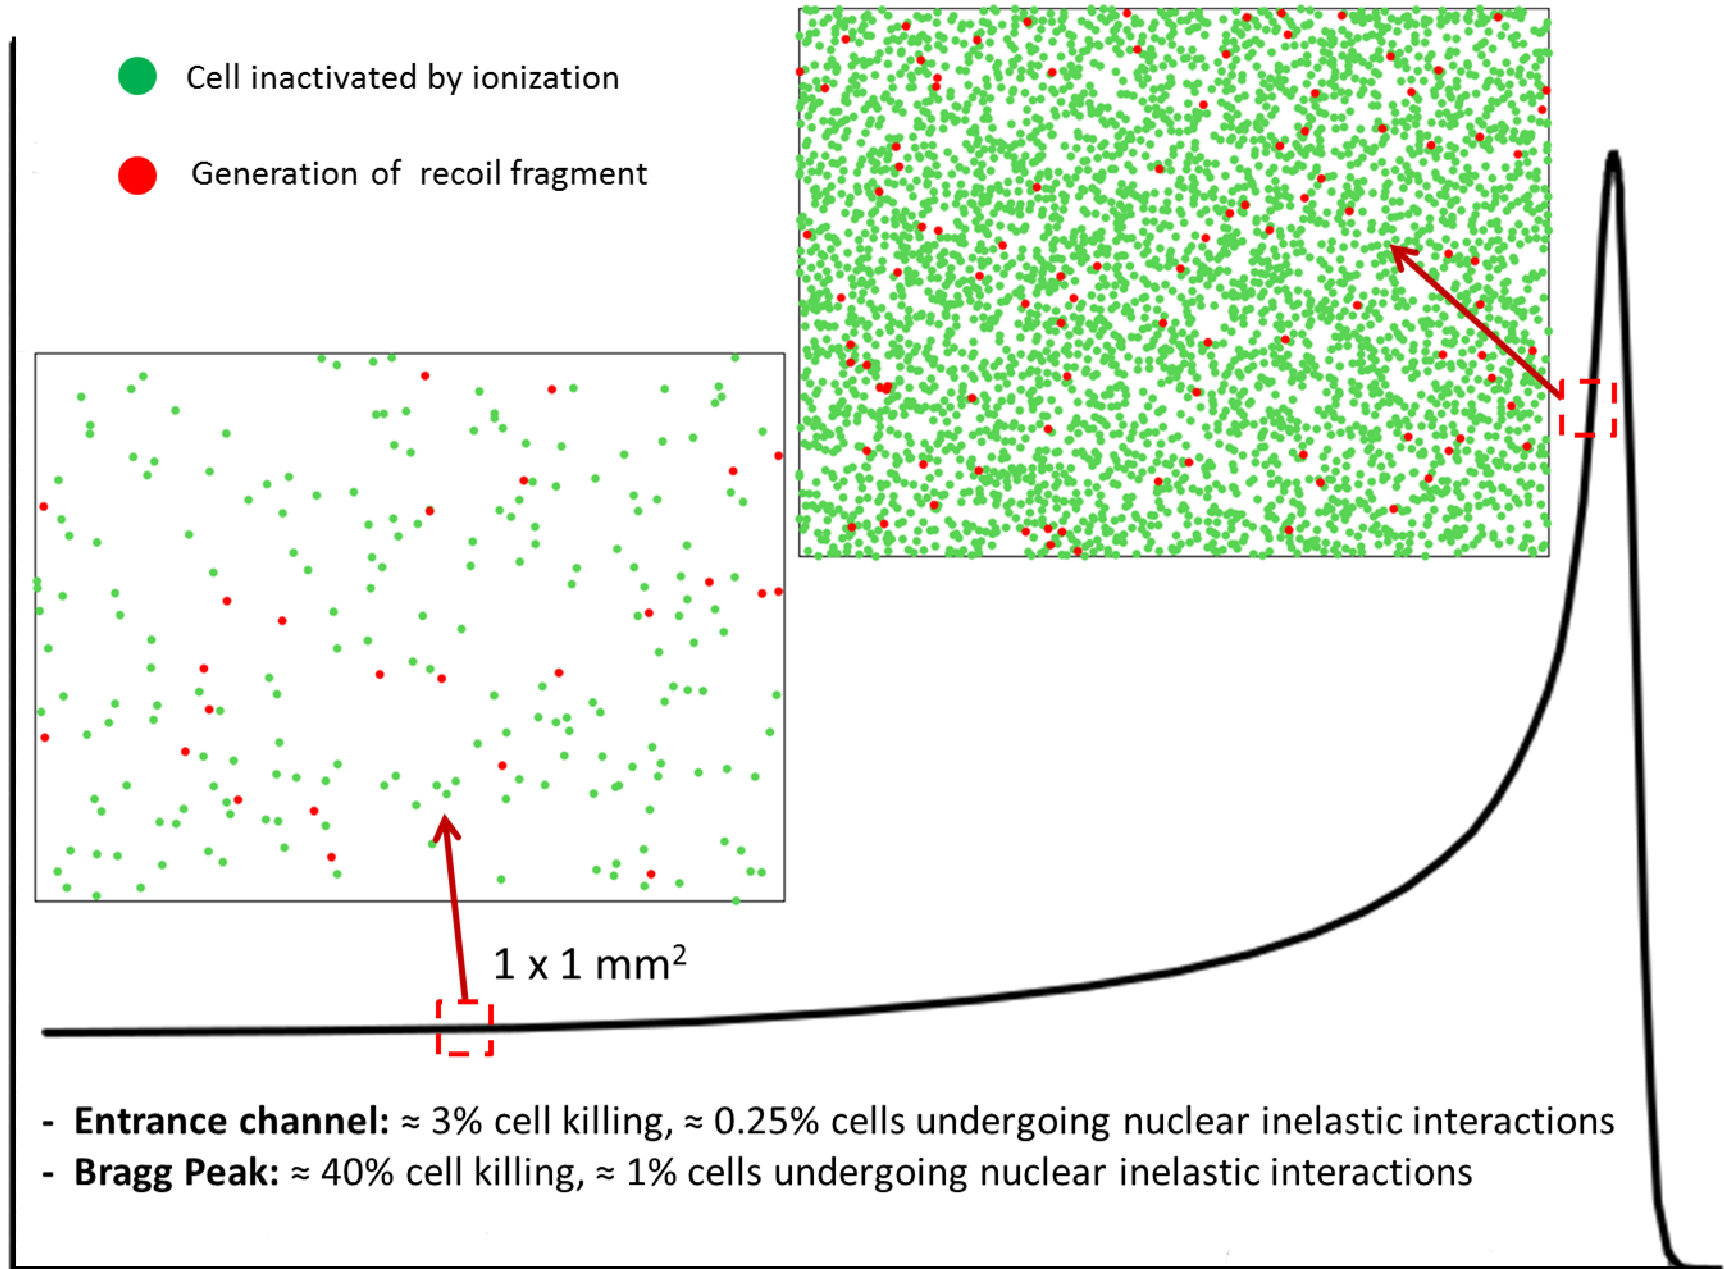 Cell inactivated by ionization
Generation of recoil fragment
1 x 1 mm²
- Entrance channel: ≈ 3% cell killing, ≈ 0.25% cells undergoing nuclear inelastic interactions
- Bragg Peak: ≈ 40% cell killing, ≈ 1% cells undergoing nuclear inelastic interactions